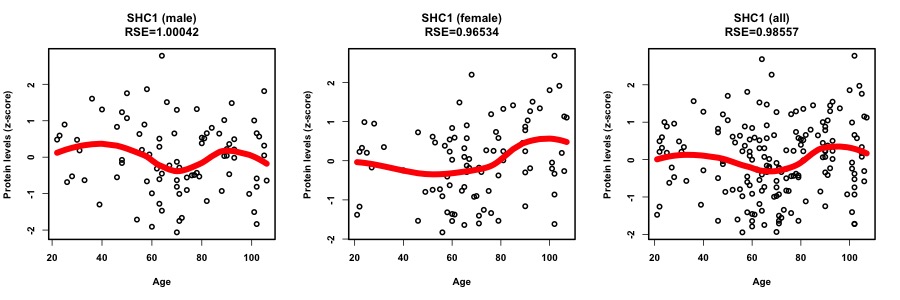 SHC1 (male)
RSE=1.00042
Protein levels (z-score)
2
1
0
-1
-2
20
40
60
80
100
Age
SHC1 (female)
RSE=0.96534
Protein levels (z-score)
2
1
0
-1
-2
20
40
60
80
100
Age
SHC1 (all)
RSE=0.98557
Protein levels (z-score)
2
1
0
-1
-2
20
40
60
80
100
Age